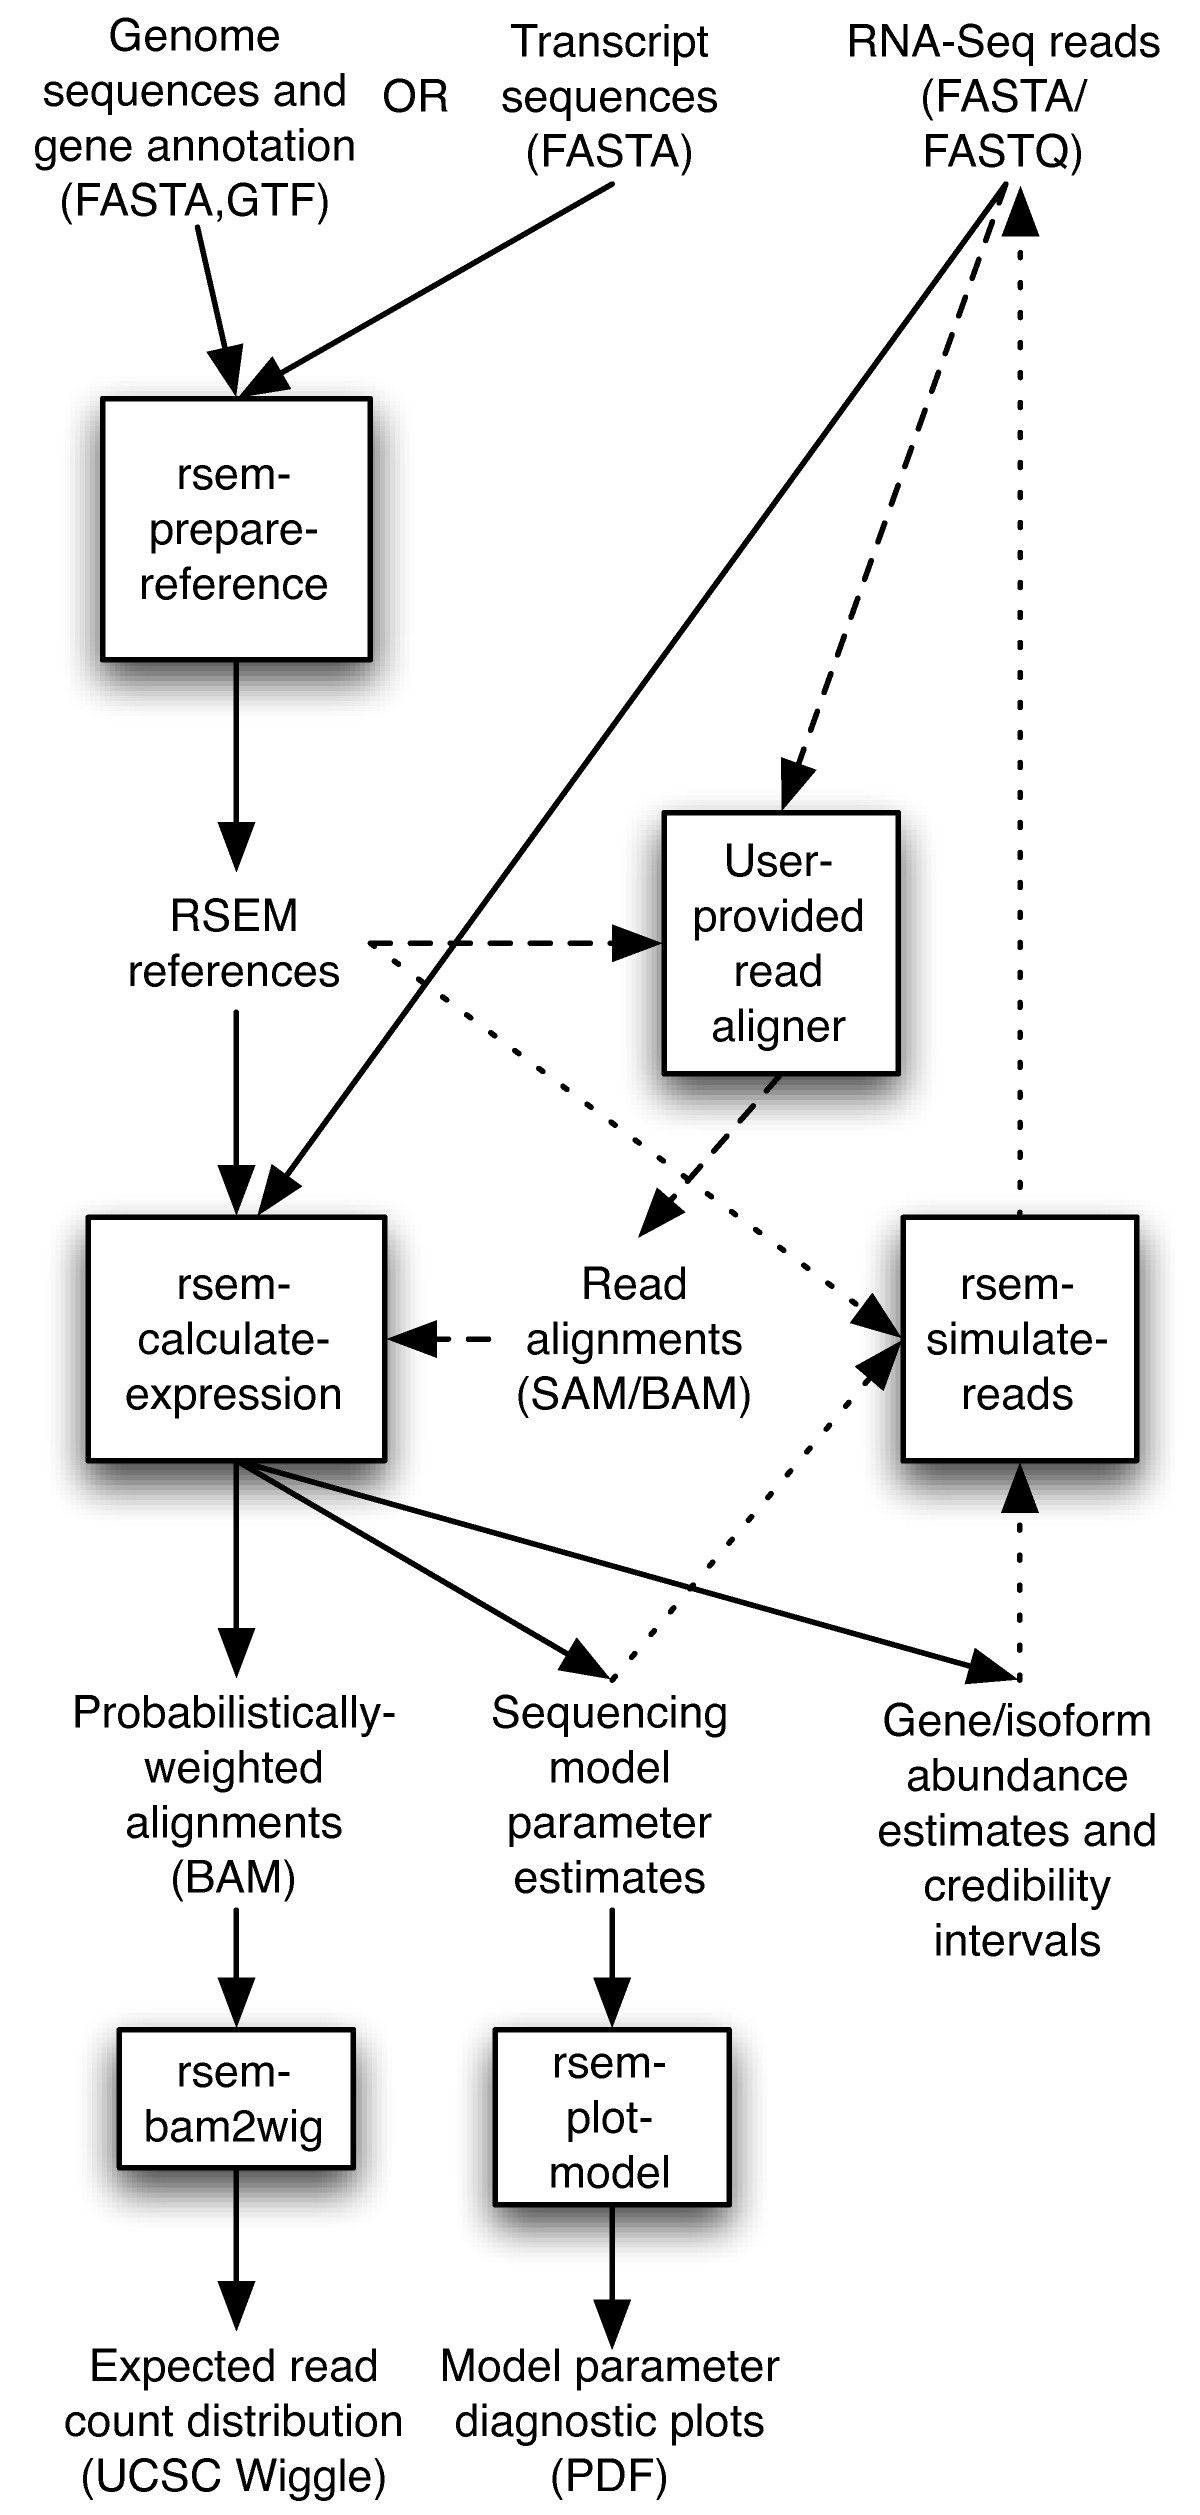 Genome
sequences and
gene annotation
(FASTA,GTF)
OR
Transcript
sequences
(FASTA)
RNA-Seq reads
(FASTA/
FASTQ)
rsem-
prepare-
reference
RSEM
references
User-
provided
read
aligner
rsem-
calculate-
expression
Read
alignments
(SAM/BAM)
rsem-
simulate-
reads
Probabilistically-
weighted
alignments
(BAM)
Sequencing
model
parameter
estimates
Gene/isoform
abundance
estimates and
credibility
intervals
rsem-
bam2wig
rsem-
plot-
model
Expected read
count distribution
(UCSC Wiggle)
Model parameter
diagnostic plots
(PDF)